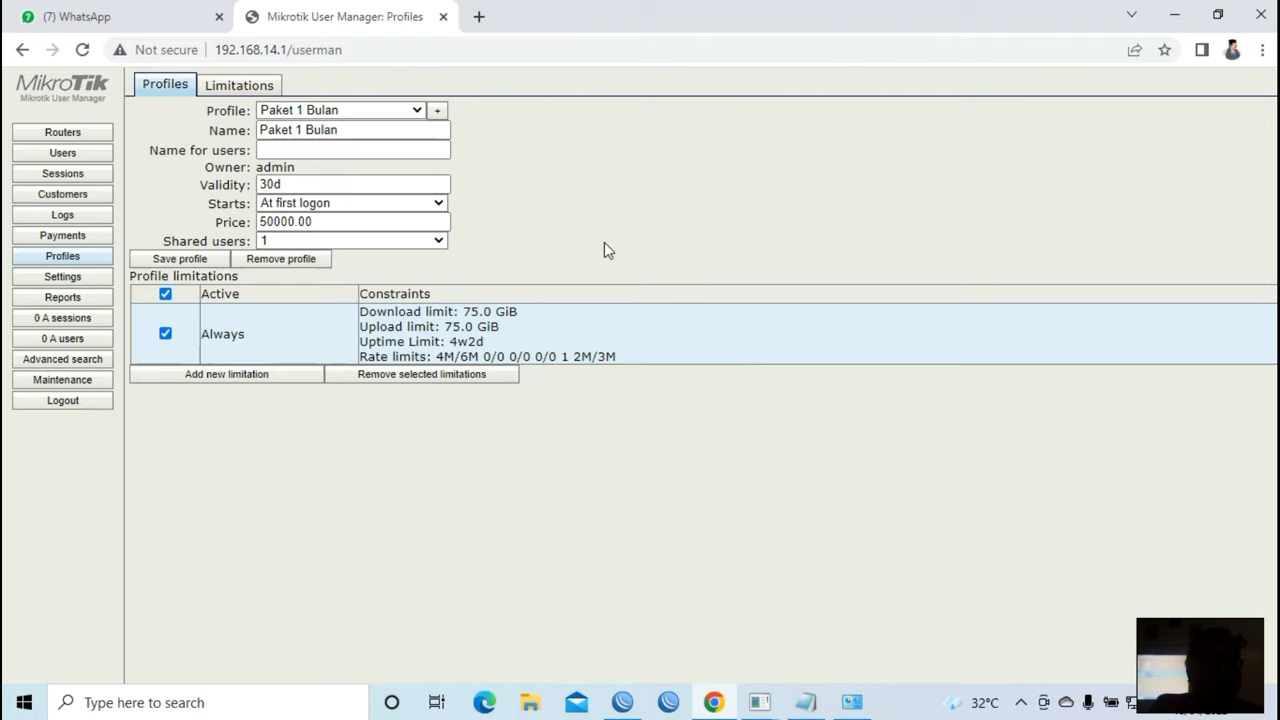 (7) WhatsApp
Mikrotik User Manager: Profiles
Not secure
192.168.14.1/userman
MikroTik
Mikrotik User Manager
Routers
Users
Sessions
Customers
Logs
Payments
Profiles
Settings
Reports
0 A sessions
0 A users
Advanced search
Maintenance
Logout
Profiles
Limitations
Profile: Paket 1 Bulan +
Name: Paket 1 Bulan
Name for users:
Owner: admin
Validity: 30d
Starts: At first logon
Price: 50000.00
Shared users: 1
Save profile
Remove profile
Profile limitations
Active Constraints
Always
Download limit: 75.0 GiB
Upload limit: 75.0 GiB
Uptime Limit: 4w2d
Rate limits: 4M/6M 0/0 0/0 0/0 1 2M/3M
Add new limitation
Remove selected limitations
Type here to search
32°C